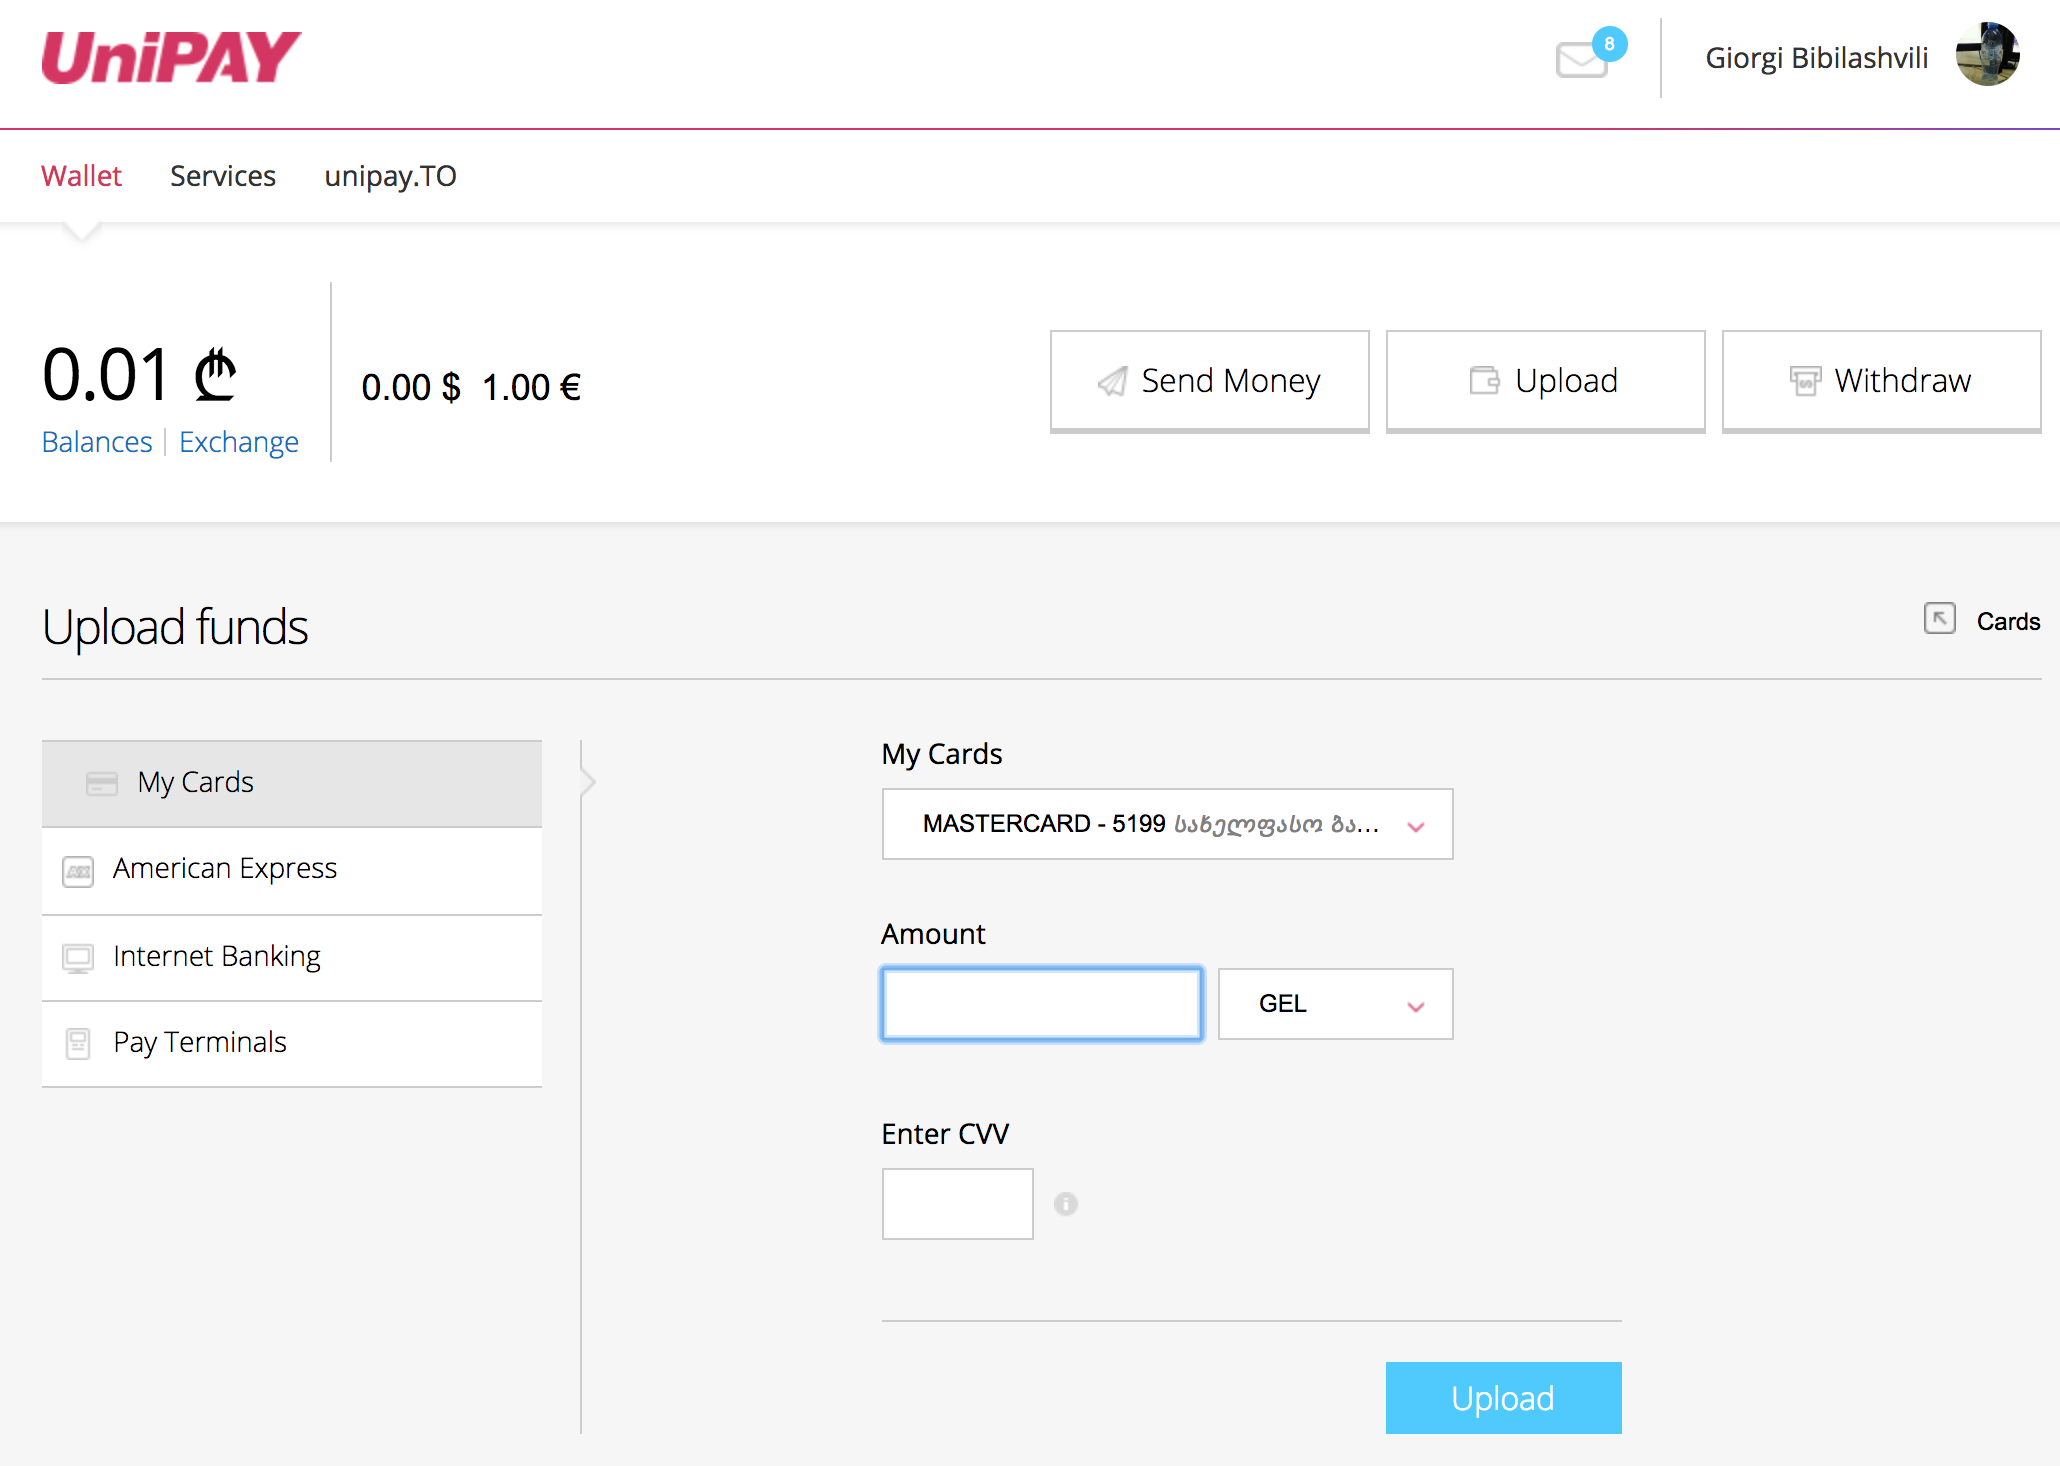 UniPAY
8
Giorgi Bibilashvili
Wallet Services unipay.TO
0.01 ₾
0.00 $ 1.00 €
Balances Exchange
Send Money
Upload
Withdraw
Upload funds
Cards
My Cards
American Express
Internet Banking
Pay Terminals
My Cards
MASTERCARD - 5199 სახელფასო ბა...
Amount
GEL
Enter CVV
Upload